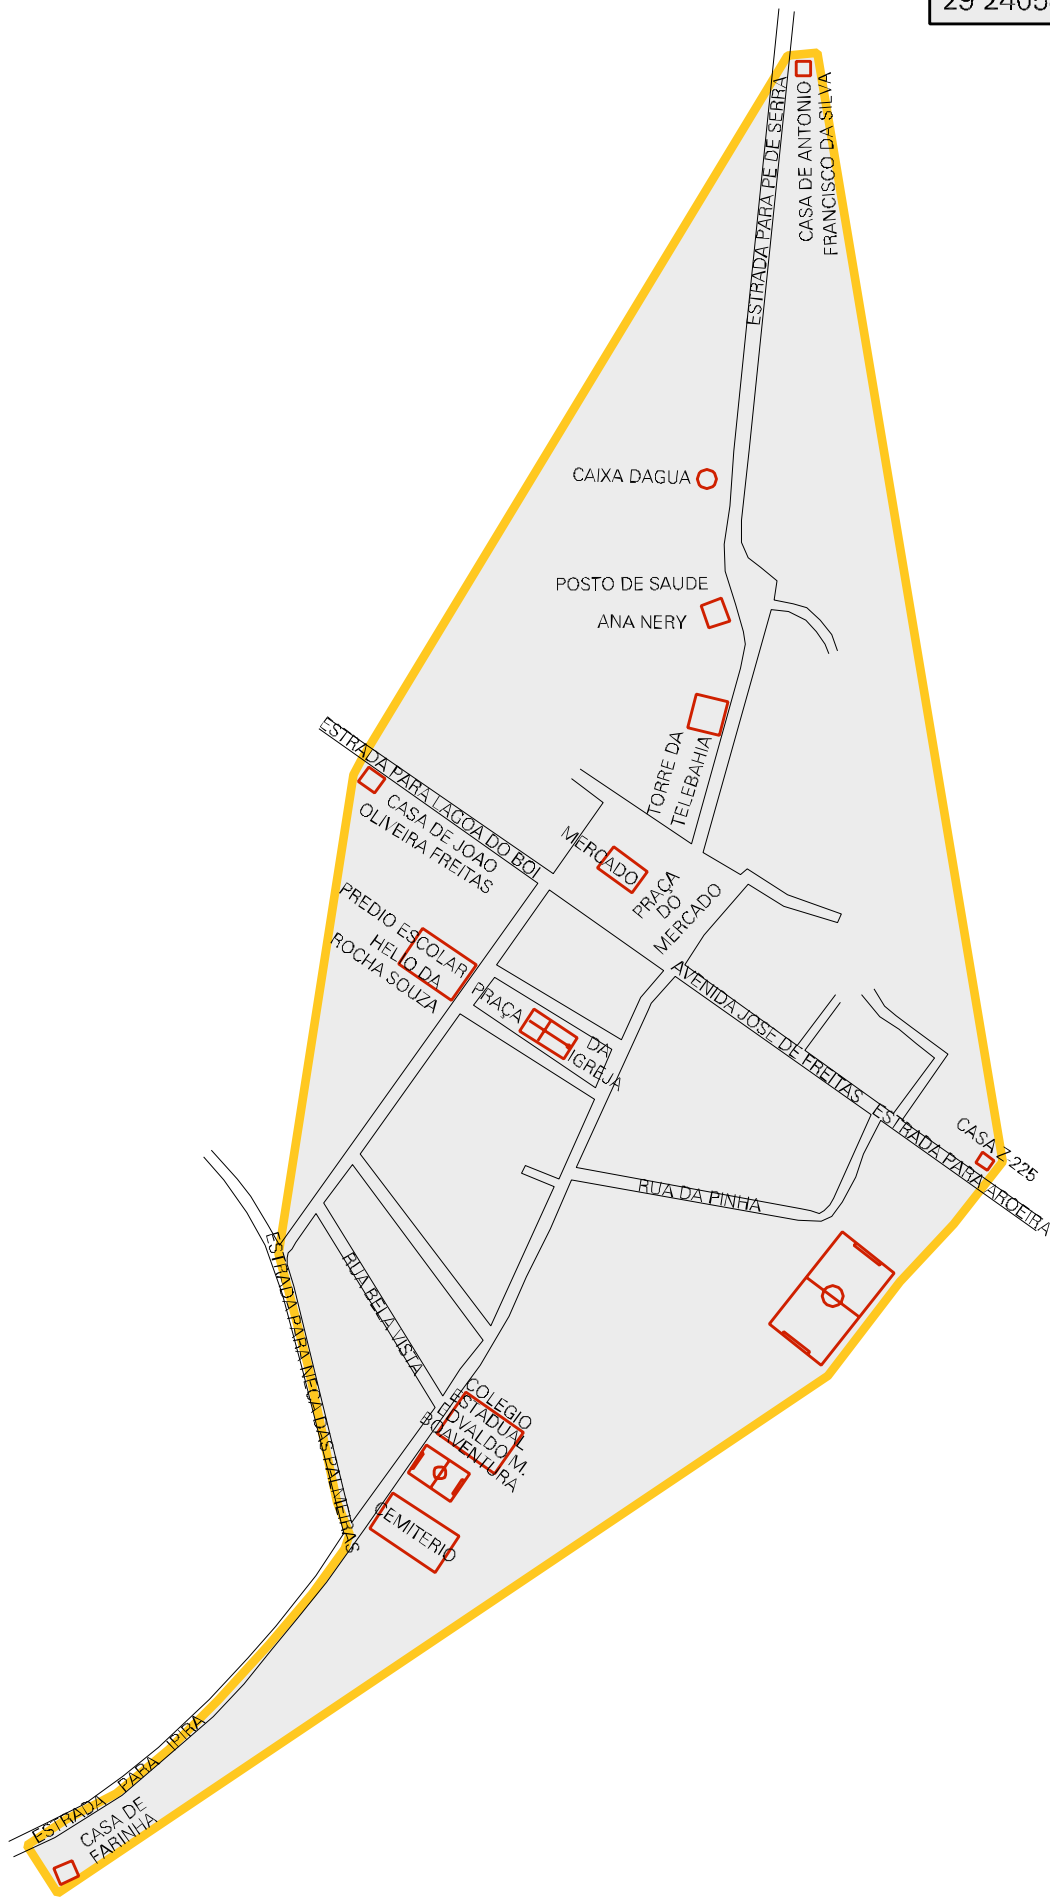 ESTRADA PARA PE DE SERRA
CASA DE ANTONIO
FRANCISCO DA SILVA
CAIXA DAGUA
POSTO DE SAUDE
ANA NERY
TORRE DA
TELEBAHIA
ESTRADA PARA LAGOA DO BOI
CASA DE JOAO
OLIVEIRA FREITAS
MERCADO
PRAÇA
DO
MERCADO
PREDIO ESCOLAR
HELIO DA
ROCHA SOUZA
PRAÇA
DA
IGREJA
AVENIDA JOSE DE FREITAS
ESTRADA PARA AROEIRA
CASA Z-225
RUA DA PINHA
ESTRADA PARA NECA DAS PALMEIRAS
RUA BELA VISTA
COLEGIO
ESTADUAL
EDVALDO M.
BOAVENTURA
CEMITERIO
ESTRADA PARA IPIRA
CASA DE
FARINHA